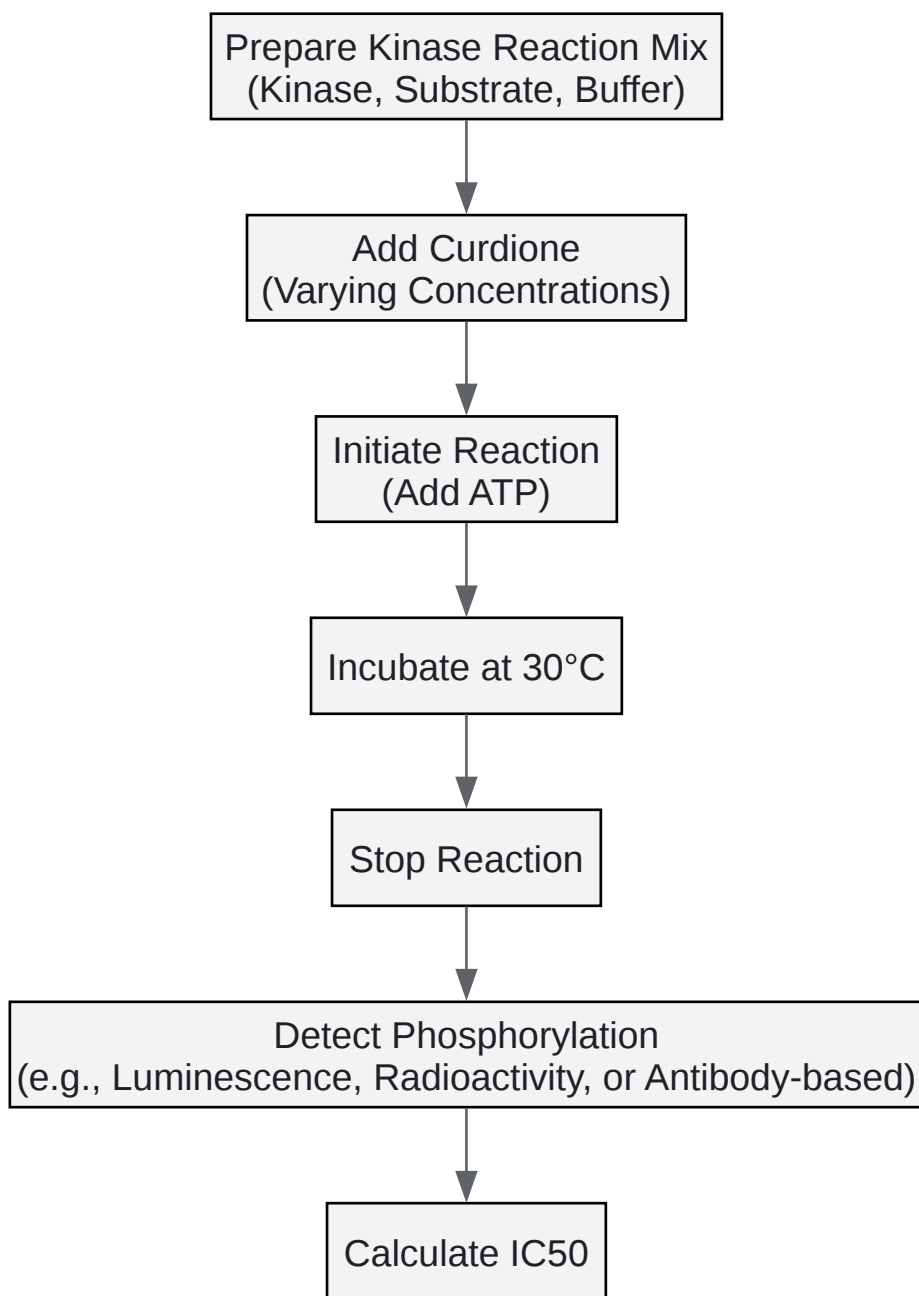 Prepare Kinase Reaction Mix
(Kinase, Substrate, Buffer)
Add Curdione
(Varying Concentrations)
Initiate Reaction
(Add ATP)
Incubate at 30°C
Stop Reaction
Detect Phosphorylation
(e.g., Luminescence, Radioactivity, or Antibody-based)
Calculate IC50